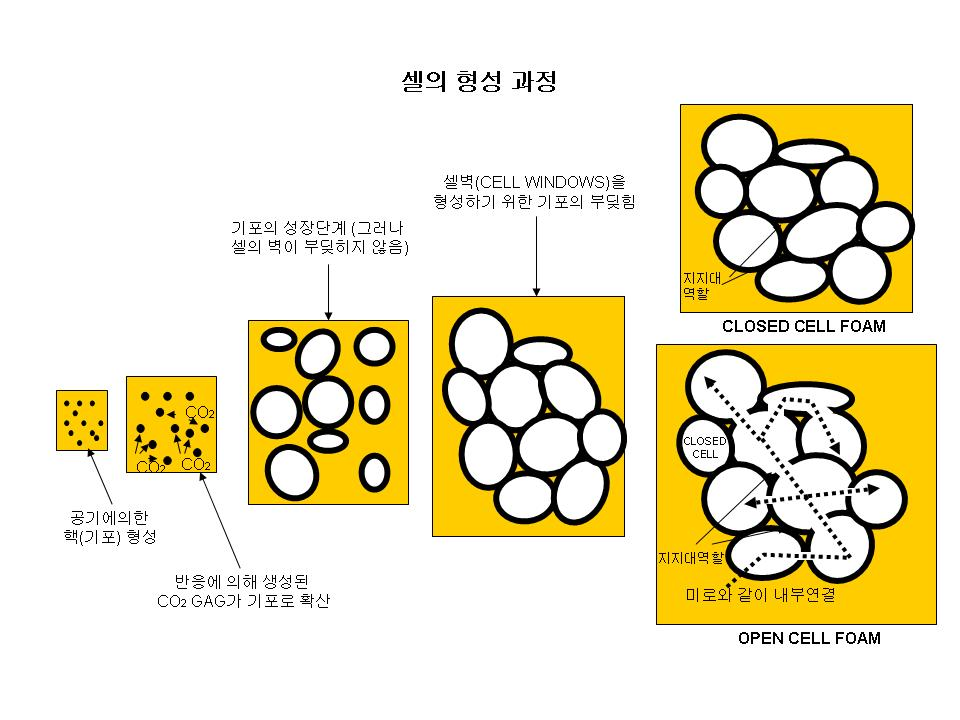 셀의 형성 과정
셀벽(CELL WINDOWS)을
형성하기 위한 기포의 부딪힘
기포의 성장단계 (그러나
셀의 벽이 부딪히지 않음)
지지대
역할
CLOSED CELL FOAM
CO2
CO2
CO2
공기에의한
핵(기포) 형성
반응에 의해 생성된
CO2 GAG가 기포로 확산
CLOSED
CELL
지지대역할
미로와 같이 내부연결
OPEN CELL FOAM